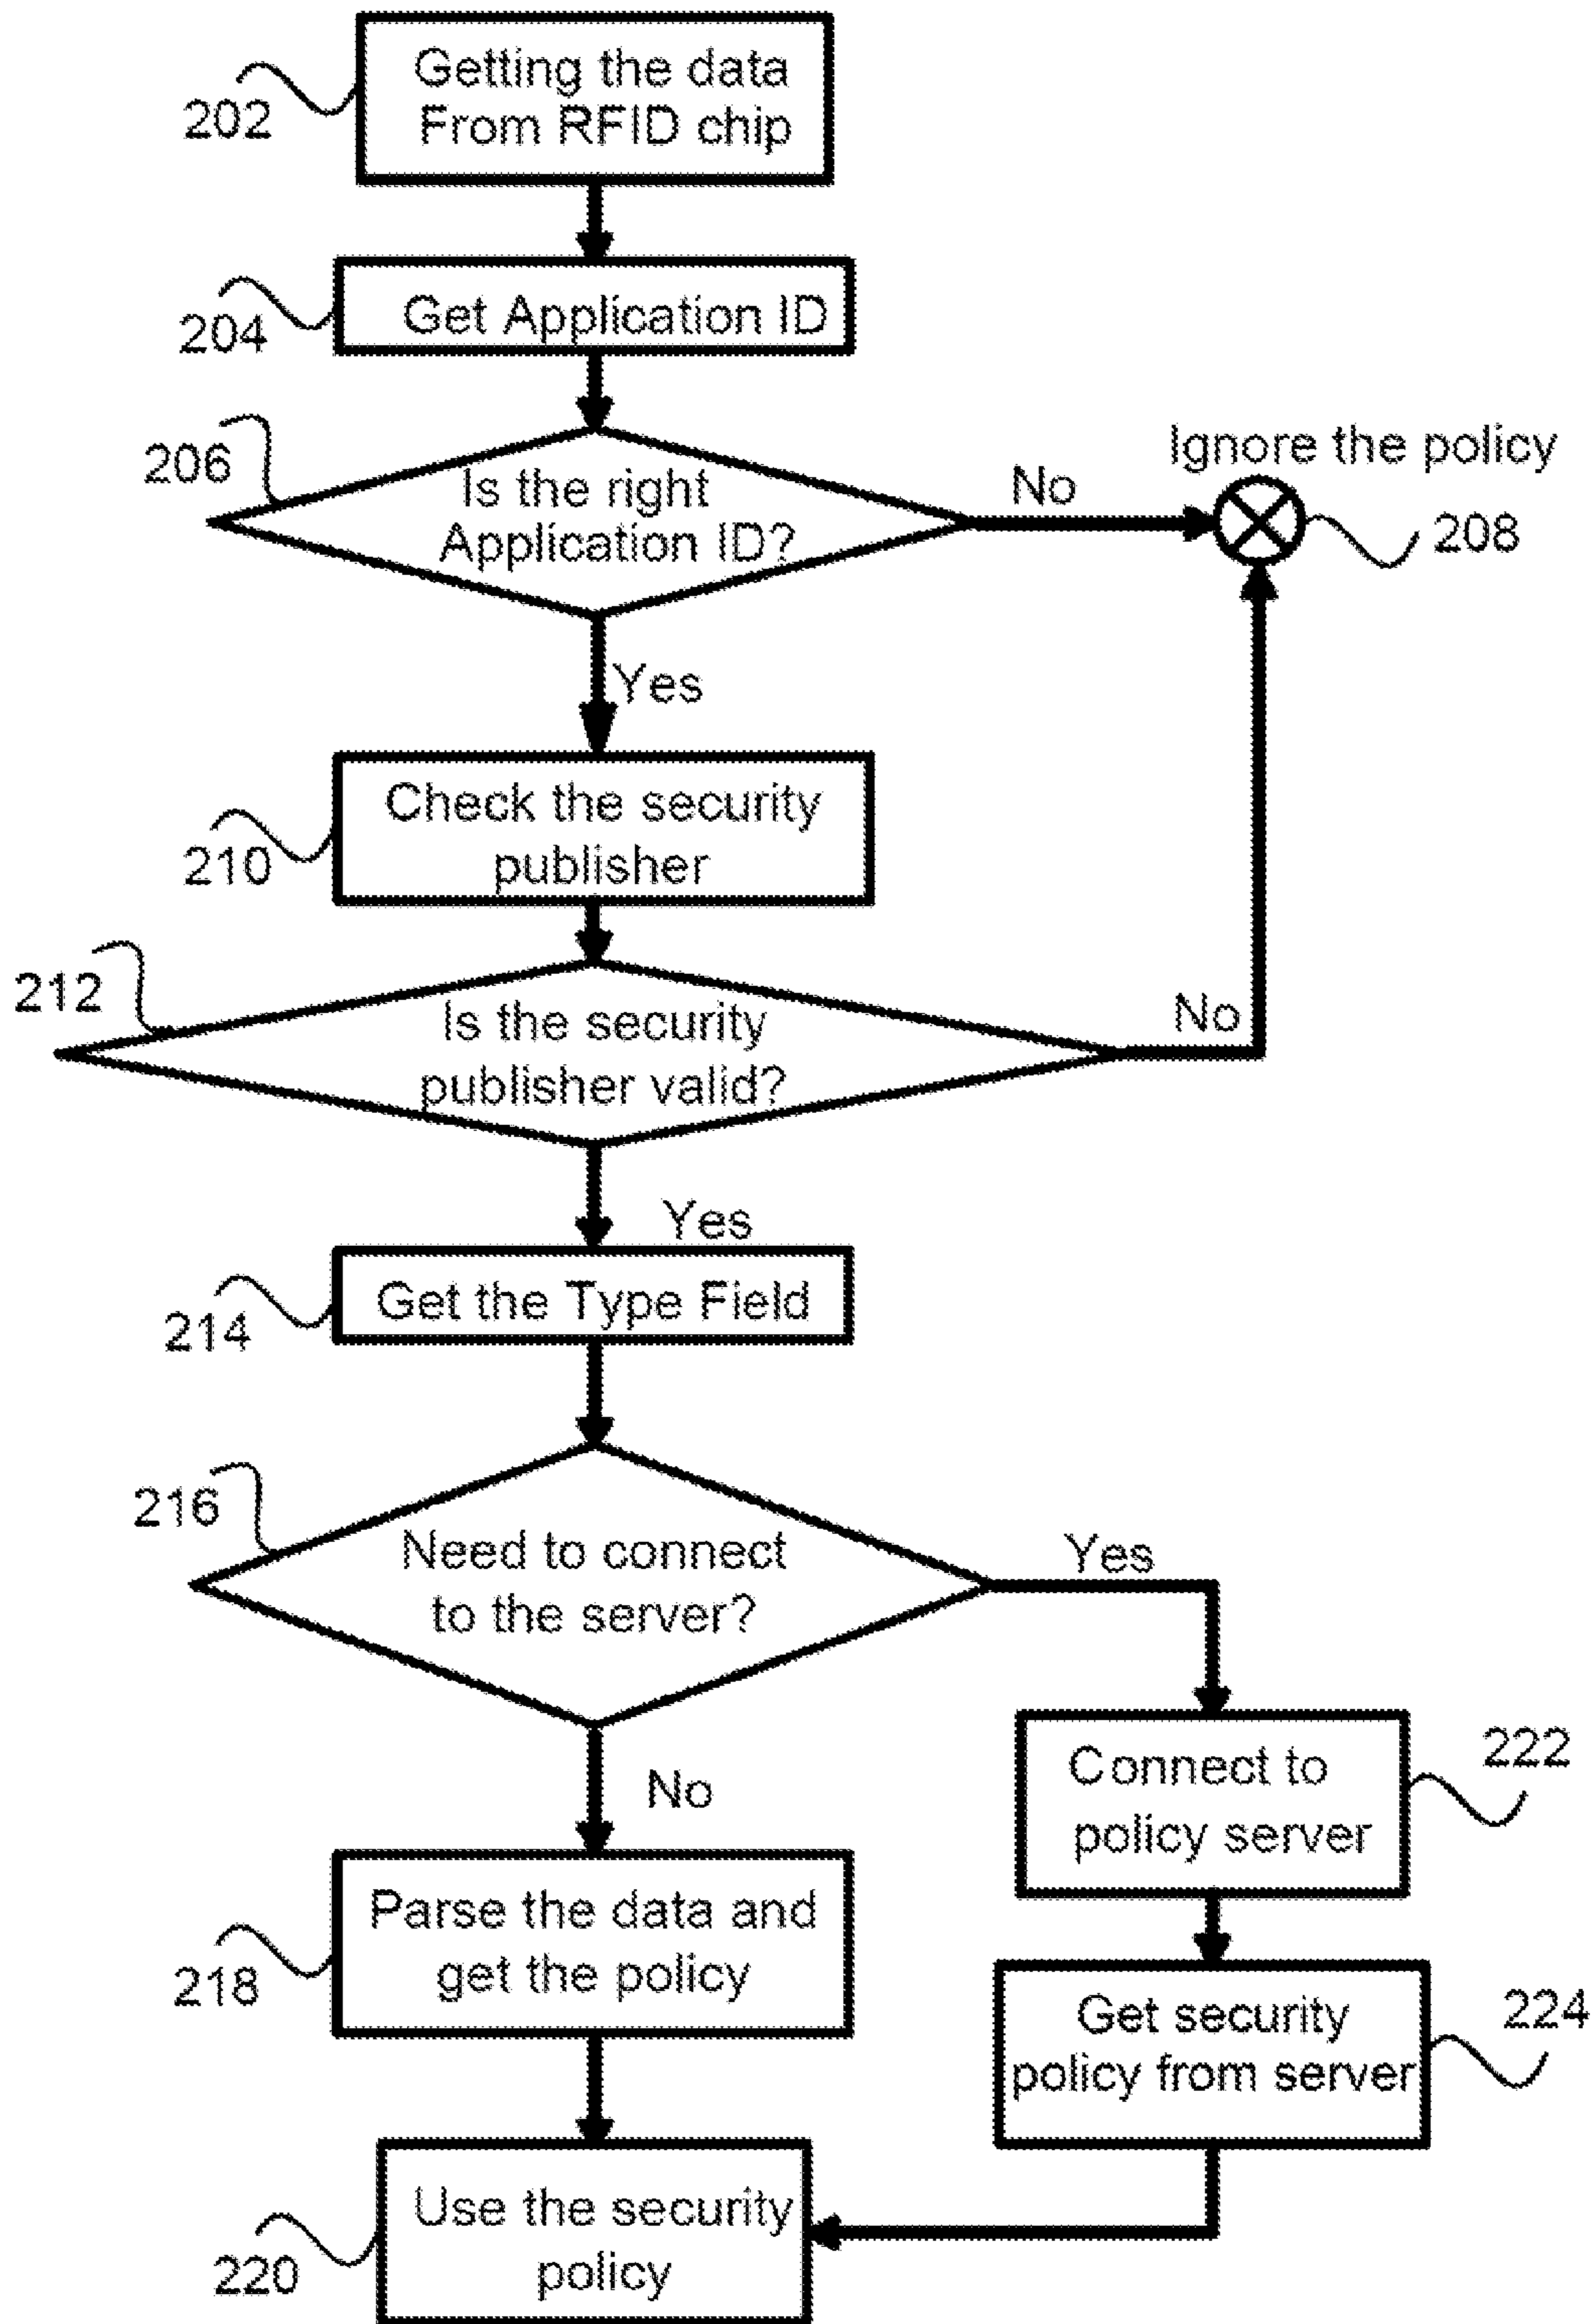 Getting the data
From RFID chip
202
Get Application ID
204
206
Is the right
Application ID?
No
Ignore the policy
208
Yes
Check the security
publisher
210
212
Is the security
publisher valid?
No
Yes
Get the Type Field
214
216
Need to connect
to the server?
Yes
No
Connect to
policy server
222
Parse the data and
get the policy
218
Get security
policy from server
224
Use the security
policy
220